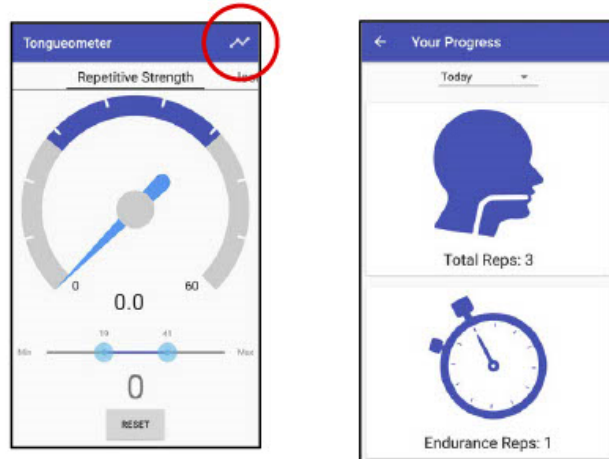 Tongueometer
Repetitive Strength
0
60
0.0
19
41
Min
Max
0
RESET
Your Progress
Today
Total Reps: 3
Endurance Reps: 1